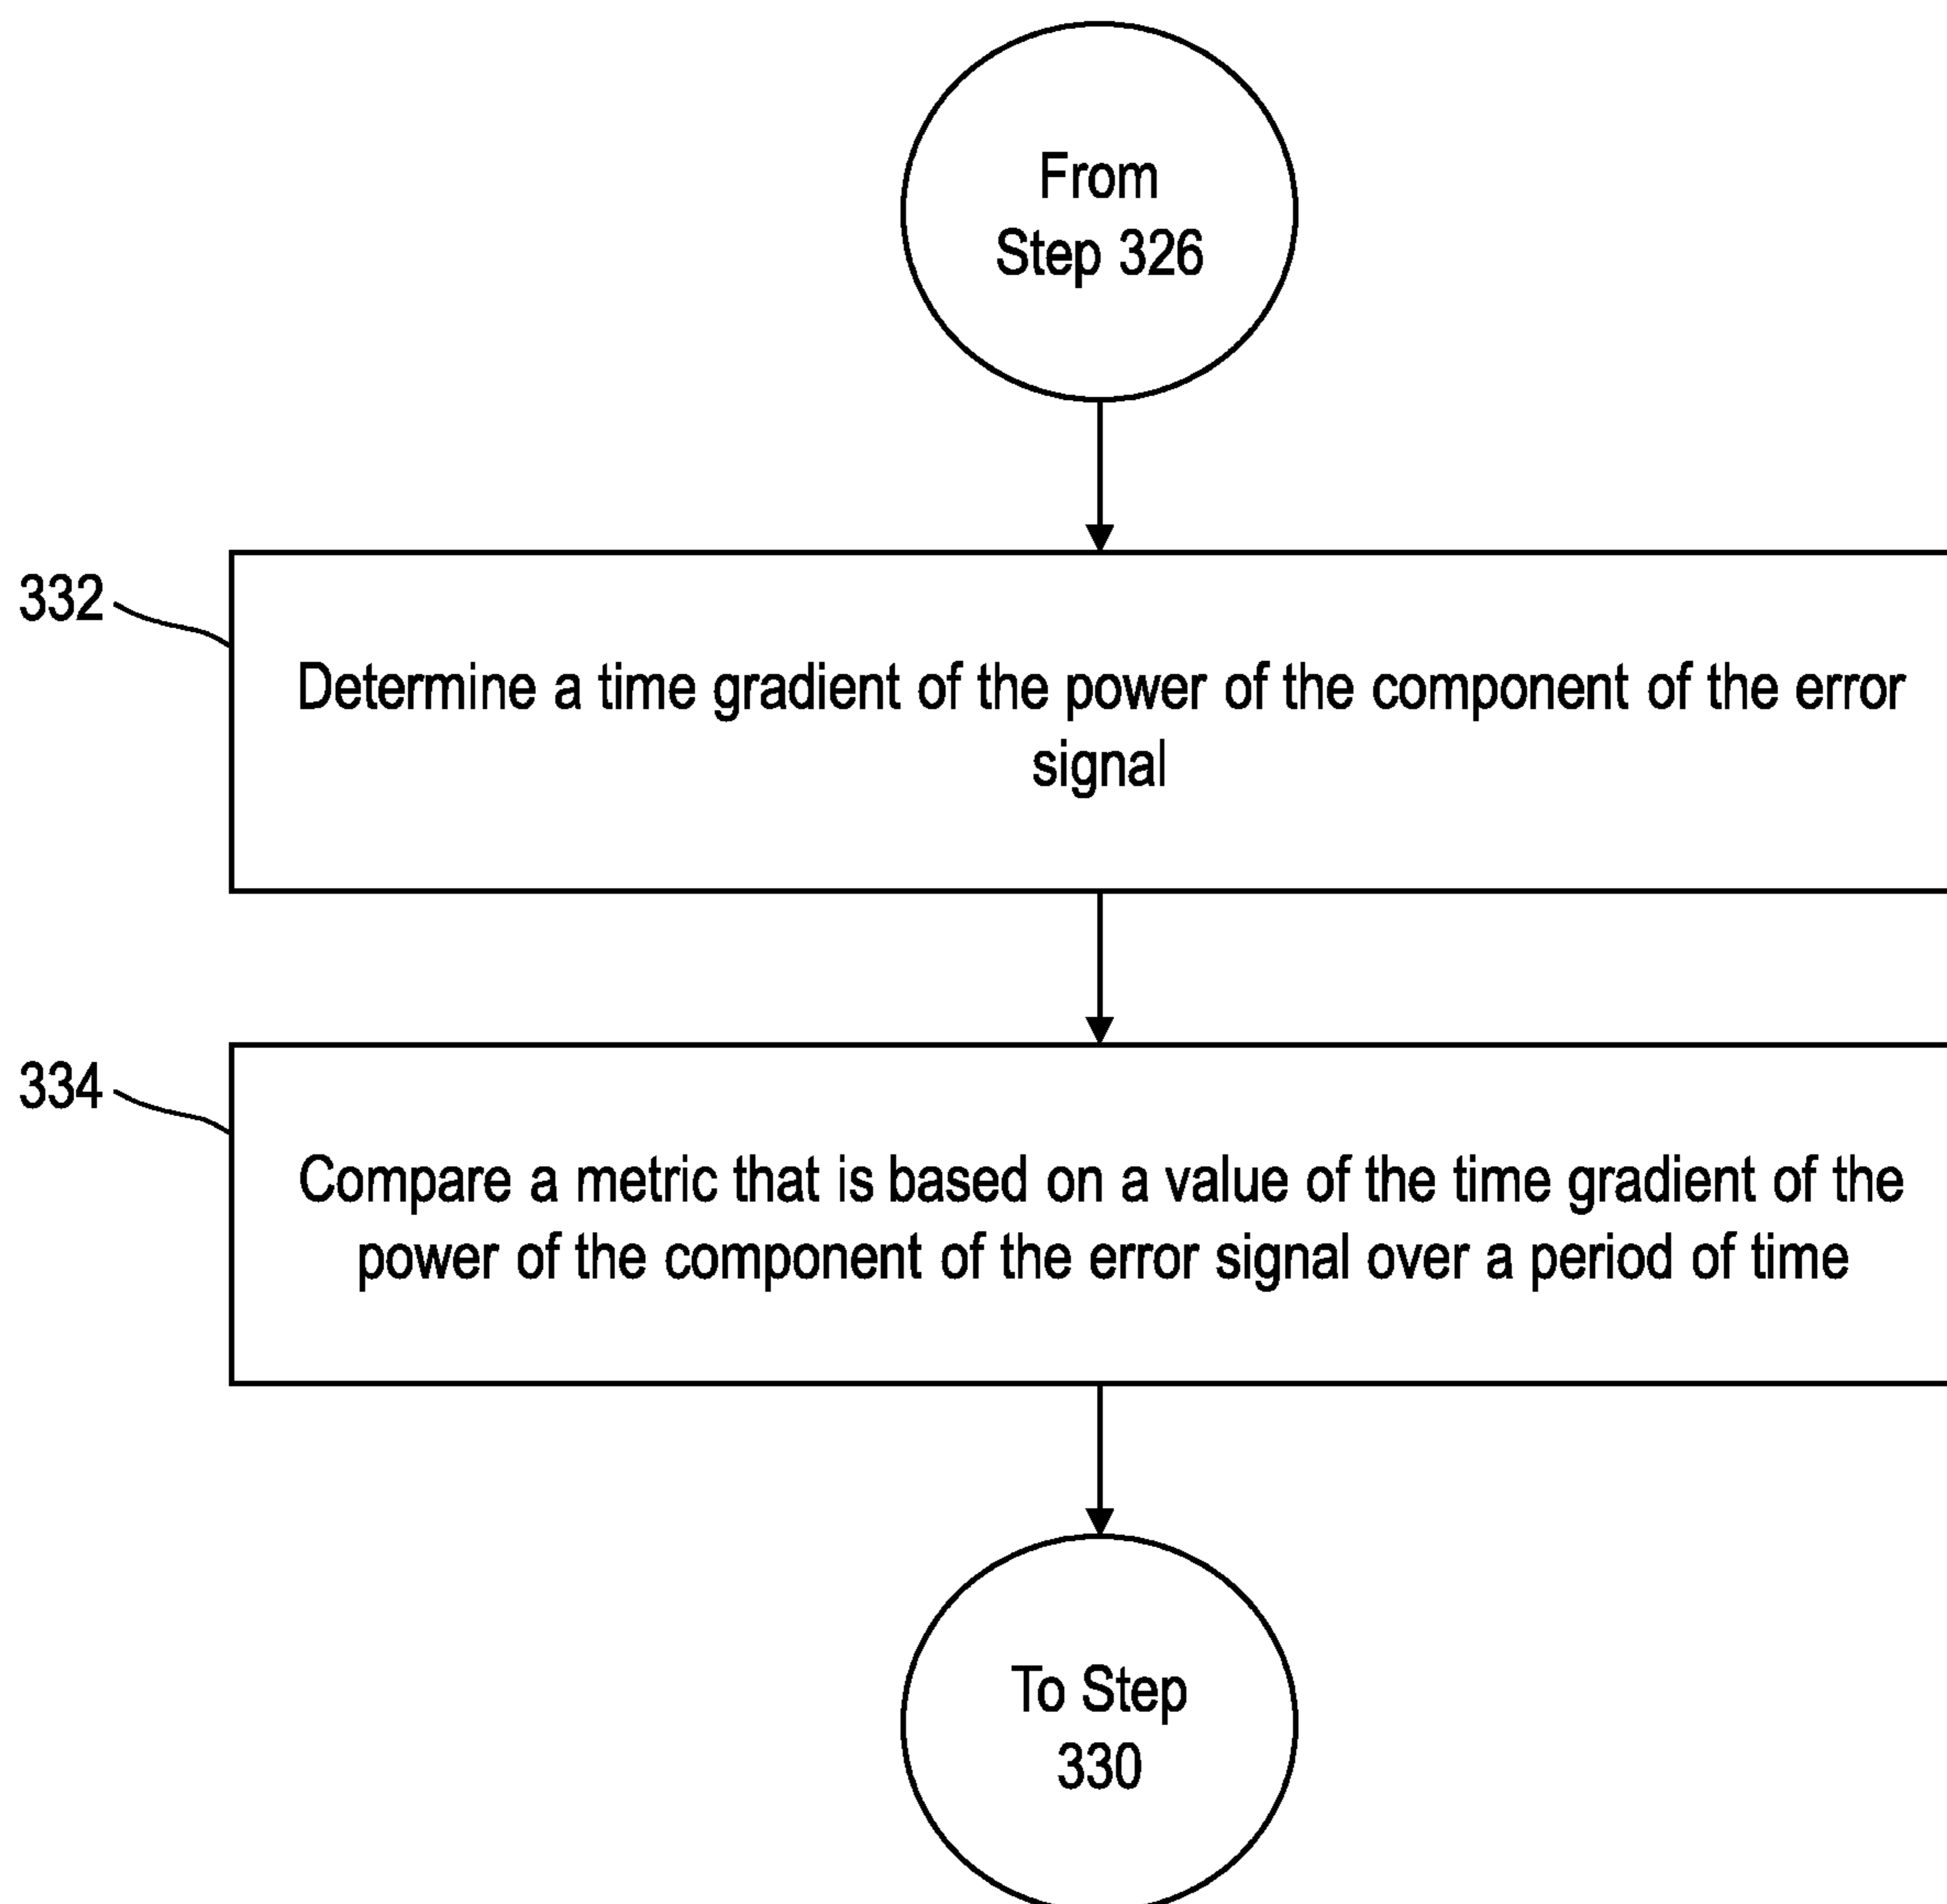 From
Step 326
332
Determine a time gradient of the power of the component of the error
signal
334
Compare a metric that is based on a value of the time gradient of the
power of the component of the error signal over a period of time
To Step
330